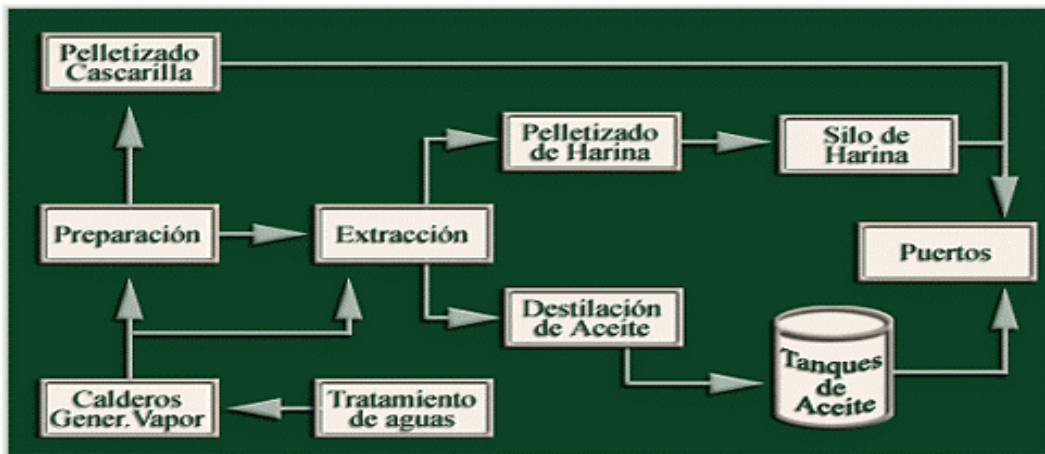 Pelletizado
Cascarilla
Pelletizado
de Harina
Silo de
Harina
Preparación
Extracción
Puertos
Destilación
de Aceite
Tanques
de
Aceite
Calderos
Gener. Vapor
Tratamiento
de aguas